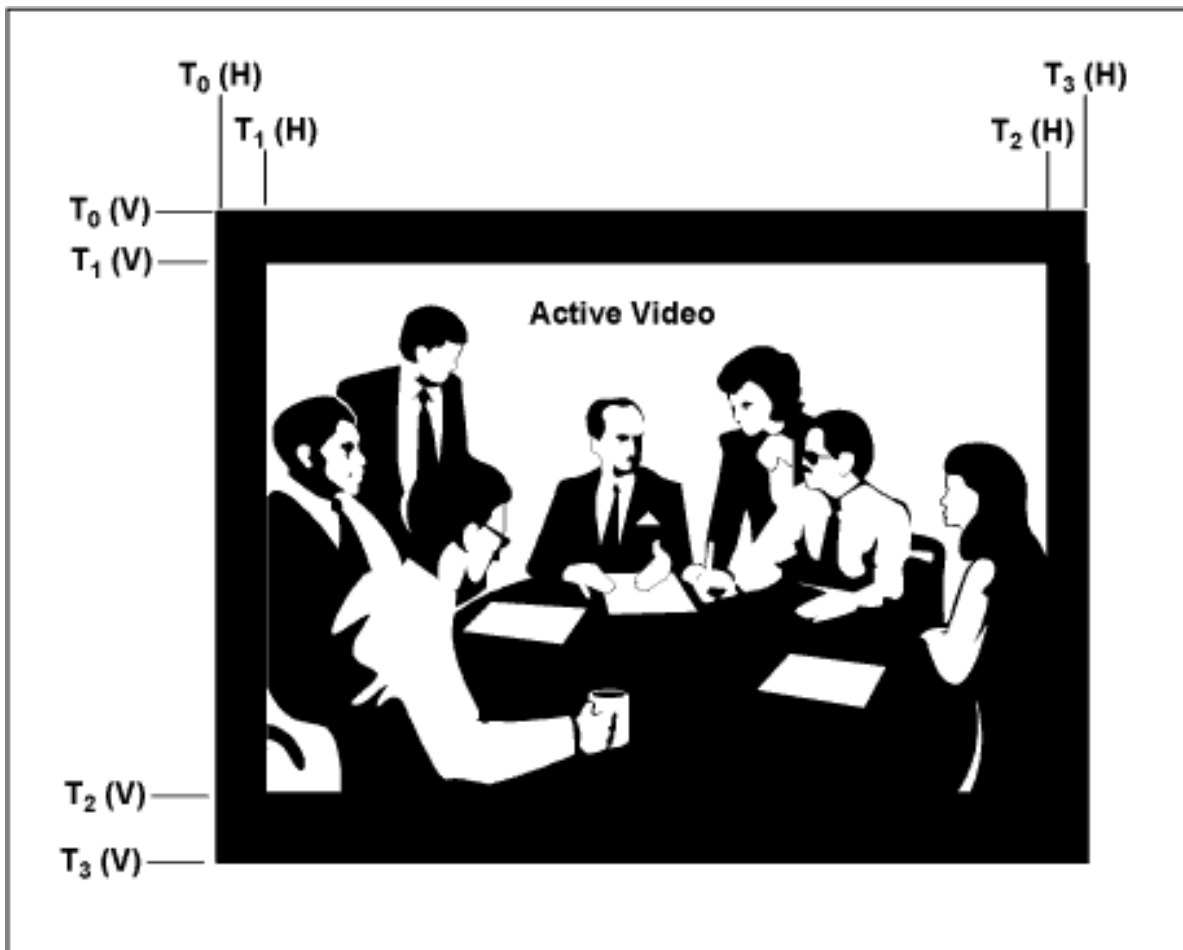 T₀ (H)
T₃ (H)
T₁ (H)
T₂ (H)
T₀ (V)
T₁ (V)
Active Video
T₂ (V)
T₃ (V)